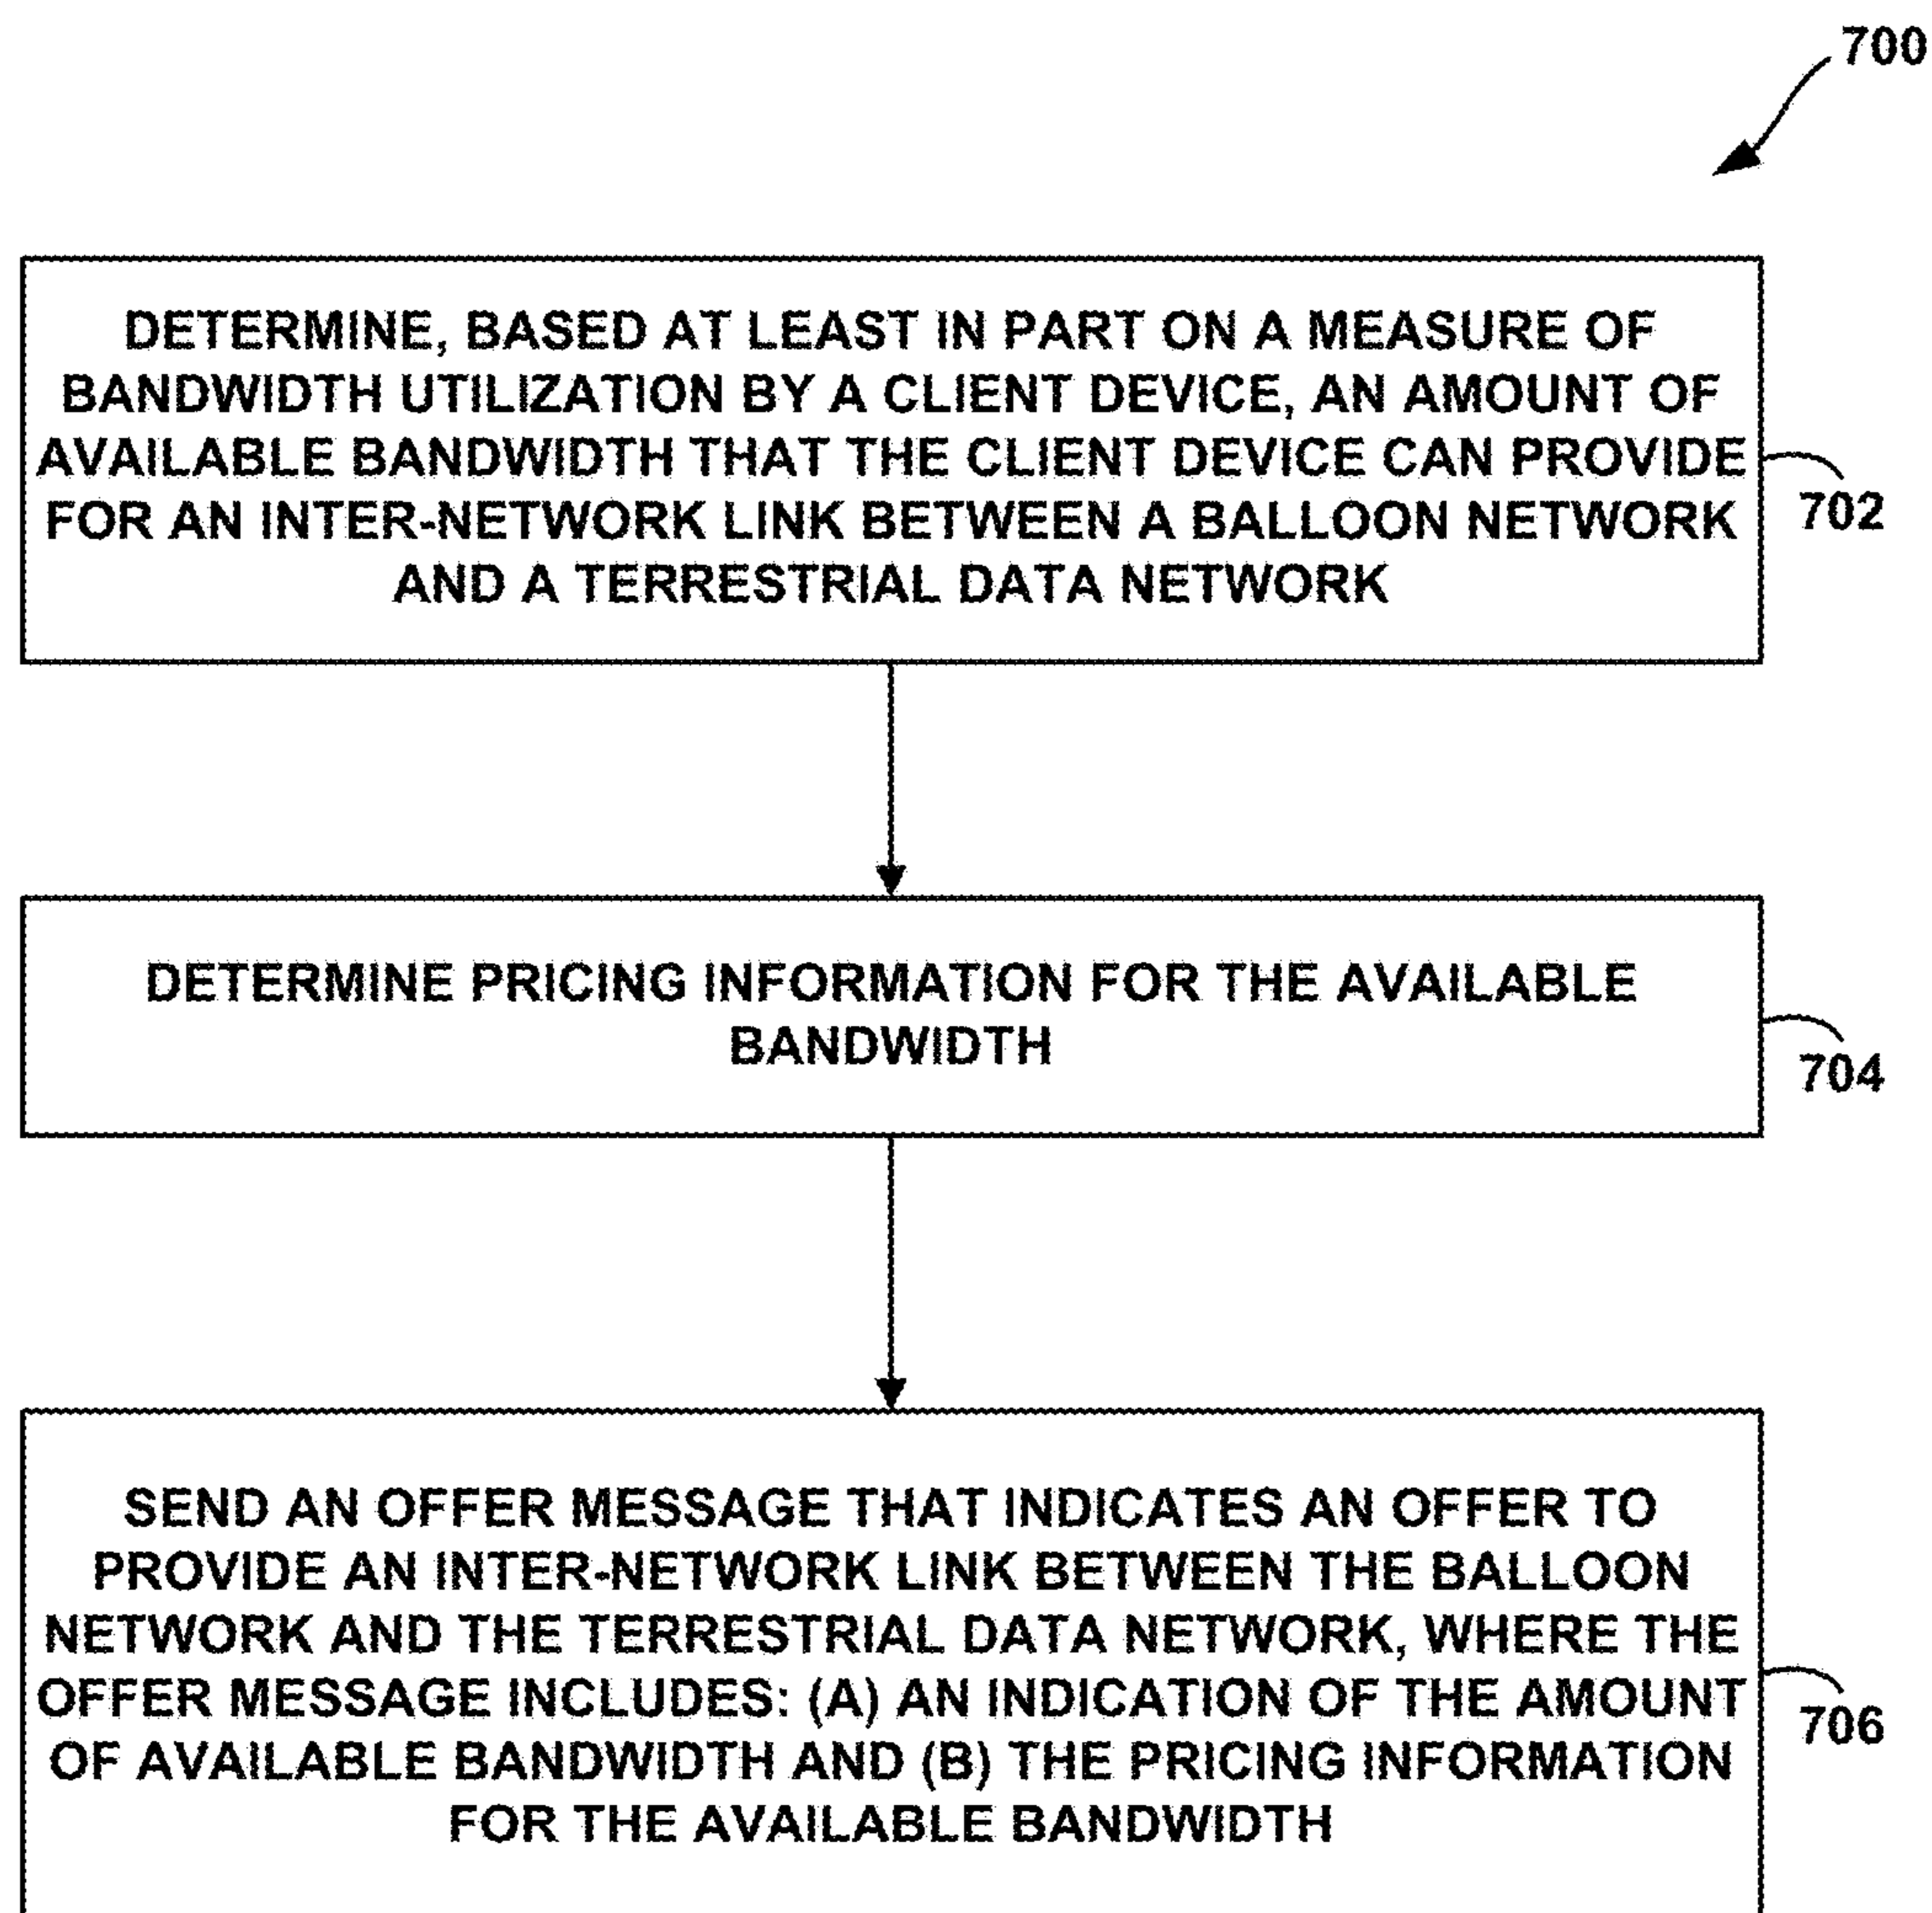 700
DETERMINE, BASED AT LEAST IN PART ON A MEASURE OF
BANDWIDTH UTILIZATION BY A CLIENT DEVICE, AN AMOUNT OF
AVAILABLE BANDWIDTH THAT THE CLIENT DEVICE CAN PROVIDE
FOR AN INTER-NETWORK LINK BETWEEN A BALLOON NETWORK
AND A TERRESTRIAL DATA NETWORK
702
DETERMINE PRICING INFORMATION FOR THE AVAILABLE
BANDWIDTH
704
SEND AN OFFER MESSAGE THAT INDICATES AN OFFER TO
PROVIDE AN INTER-NETWORK LINK BETWEEN THE BALLOON
NETWORK AND THE TERRESTRIAL DATA NETWORK, WHERE THE
OFFER MESSAGE INCLUDES: (A) AN INDICATION OF THE AMOUNT
OF AVAILABLE BANDWIDTH AND (B) THE PRICING INFORMATION
FOR THE AVAILABLE BANDWIDTH
706